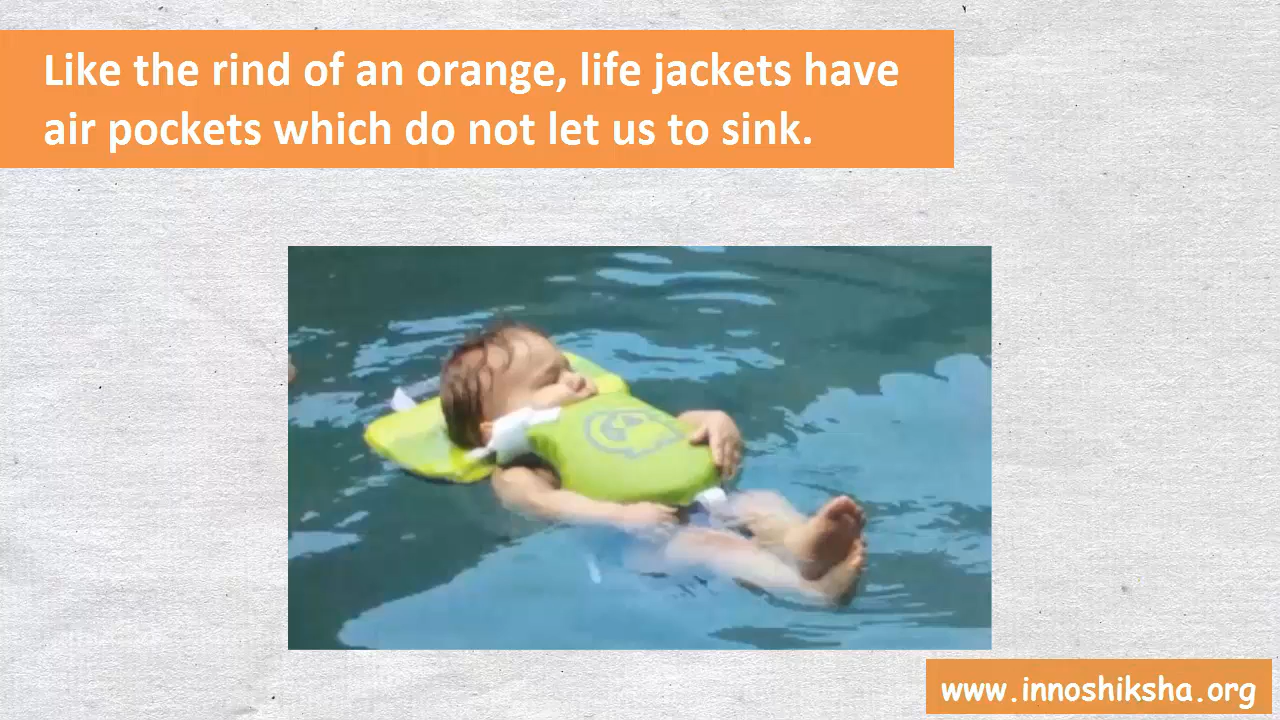 Like the rind of an orange, life jackets have
air pockets which do not let us to sink.
www.innoshiksha.org